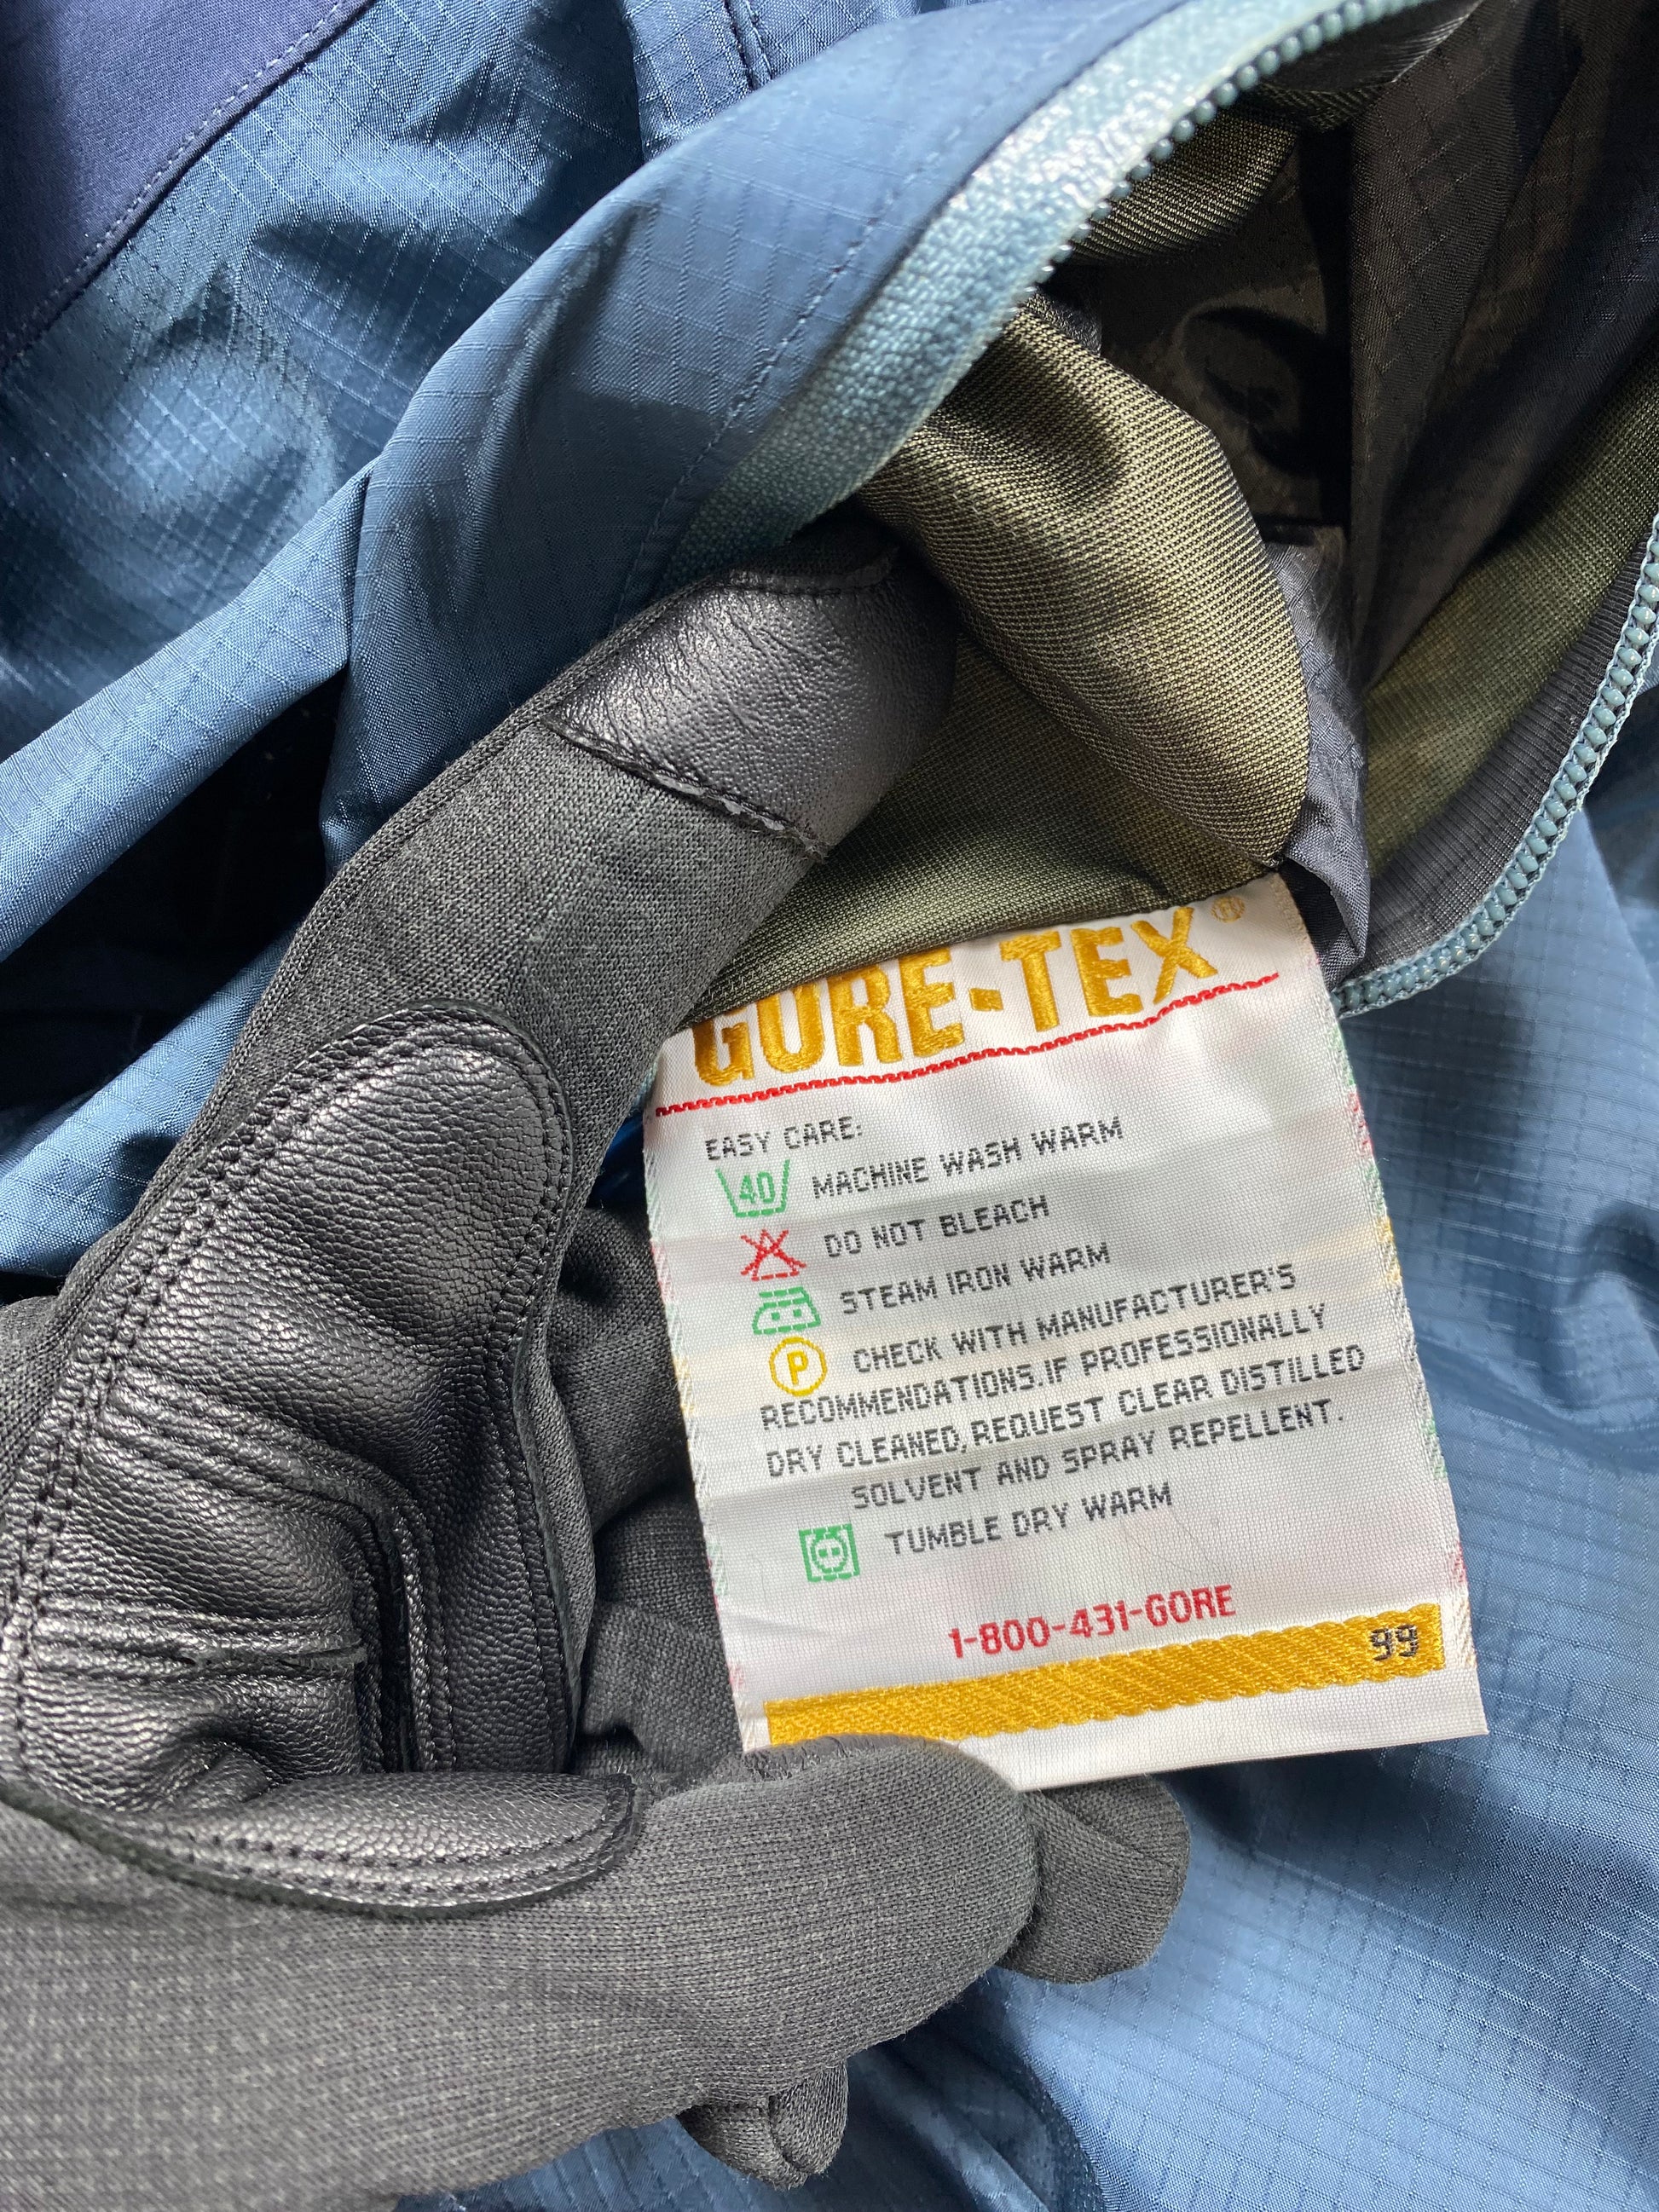 GORE-TEX®
EASY CARE:
40 MACHINE WASH WARM
DO NOT BLEACH
STEAM IRON WARM
P CHECK WITH MANUFACTURER'S
RECOMMENDATIONS.IF PROFESSIONALLY
DRY CLEANED,REQUEST CLEAR DISTILLED
SOLVENT AND SPRAY REPELLENT.
TUMBLE DRY WARM
1-800-431-GORE
99